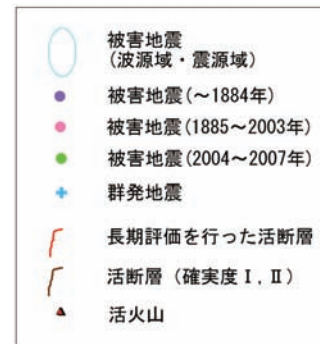 被害地震
(波源域・震源域)
被害地震(～1884年)
被害地震(1885～2003年)
被害地震(2004～2007年)
群発地震
長期評価を行った活断層
活断層（確実度Ⅰ,Ⅱ）
活火山